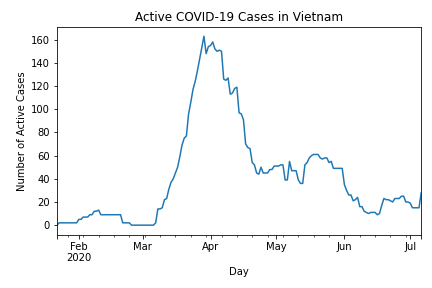 Active COVID-19 Cases in Vietnam
Number of Active Cases
160
140
120
100
80
60
40
20
0
Feb Mar Apr May Jun Jul
2020
Day